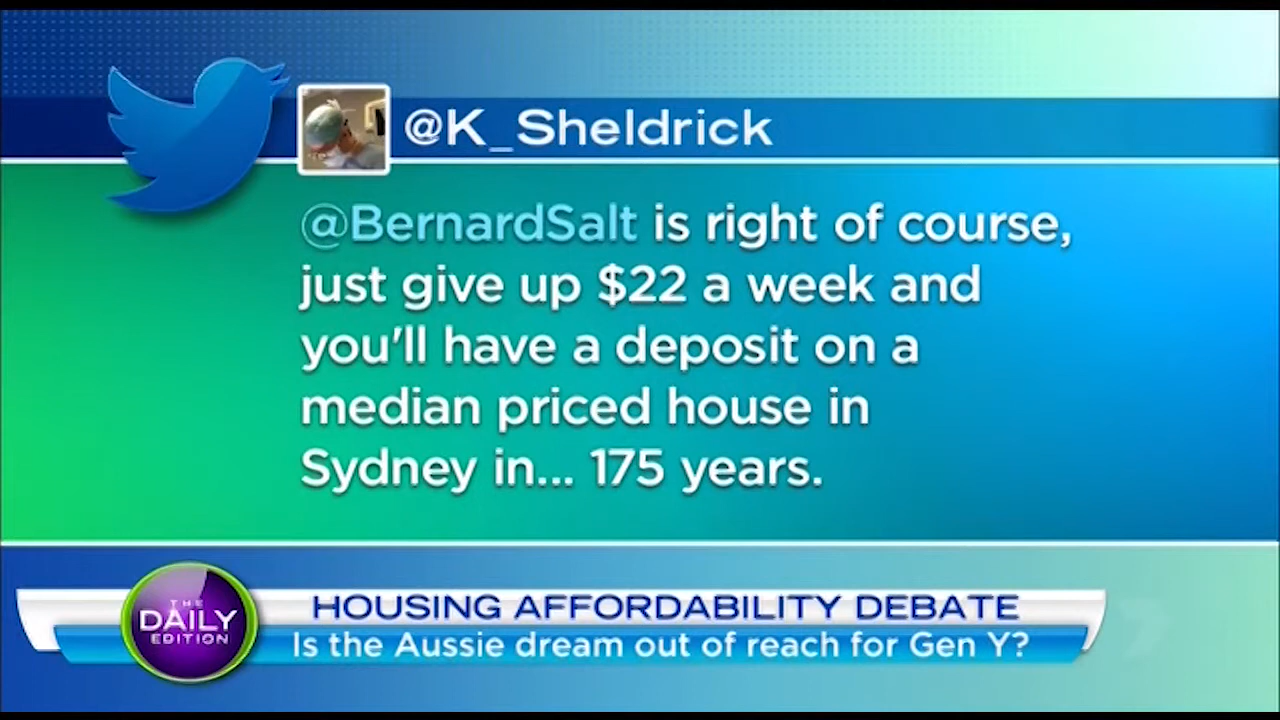 @K_Sheldrick
@BernardSalt is right of course,
just give up $22 a week and
you'll have a deposit on a
median priced house in
Sydney in... 175 years.
THE
DAILY
EDITION
HOUSING AFFORDABILITY DEBATE
Is the Aussie dream out of reach for Gen Y?
7